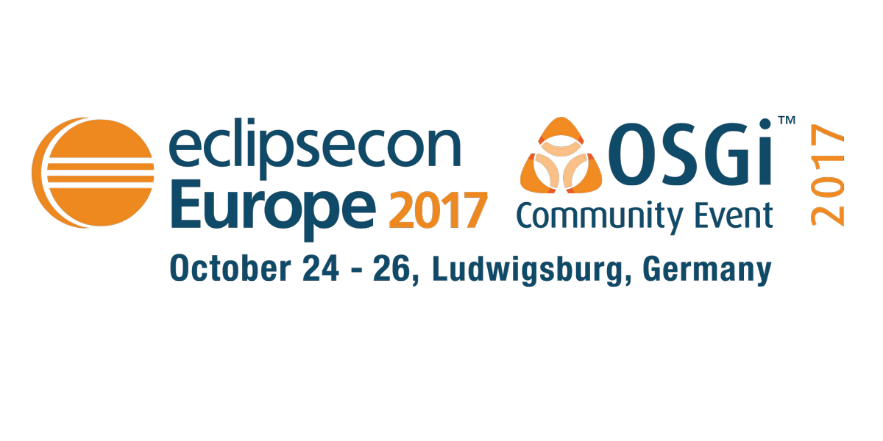 eclipsecon
Europe 2017
OSGi™
Community Event
2017
October 24 - 26, Ludwigsburg, Germany